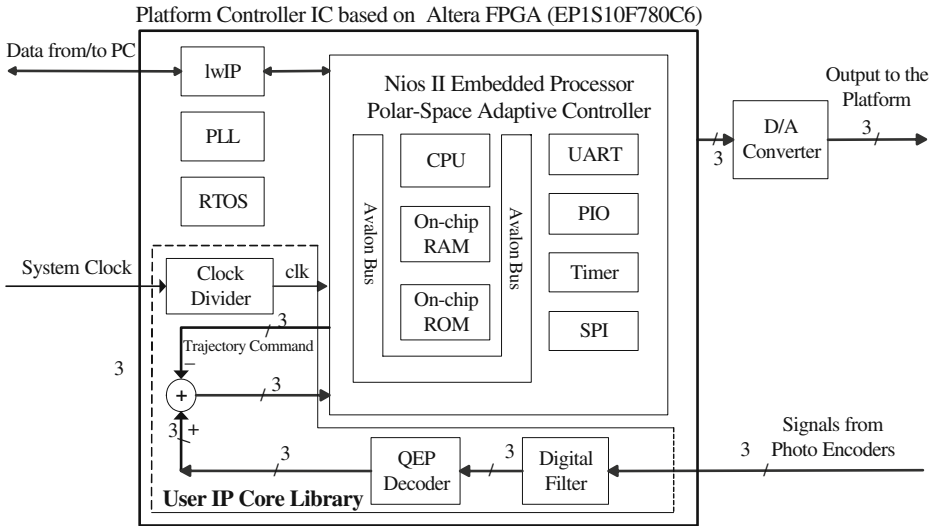 Platform Controller IC based on Altera FPGA (EP1S10F780C6)
Data from/to PC
lwIP
PLL
RTOS
Nios II Embedded Processor
Polar-Space Adaptive Controller
Avalon Bus
CPU
On-chip
RAM
On-chip
ROM
Avalon Bus
UART
PIO
Timer
SPI
3
D/A
Converter
Output to the
Platform
3
System Clock
Clock
Divider
clk
3
Trajectory Command
−
3
+
3
3
+
3
QEP
Decoder
3
Digital
Filter
3
Signals from
Photo Encoders
User IP Core Library